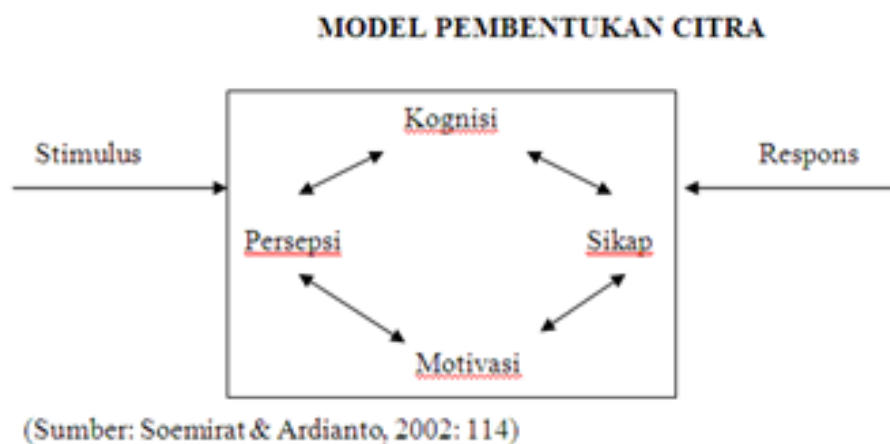 MODEL PEMBENTUKAN CITRA
Kognisi
Stimulus
Respons
Persepsi
Sikap
Motivasi
(Sumber: Soemirat & Ardianto, 2002: 114)